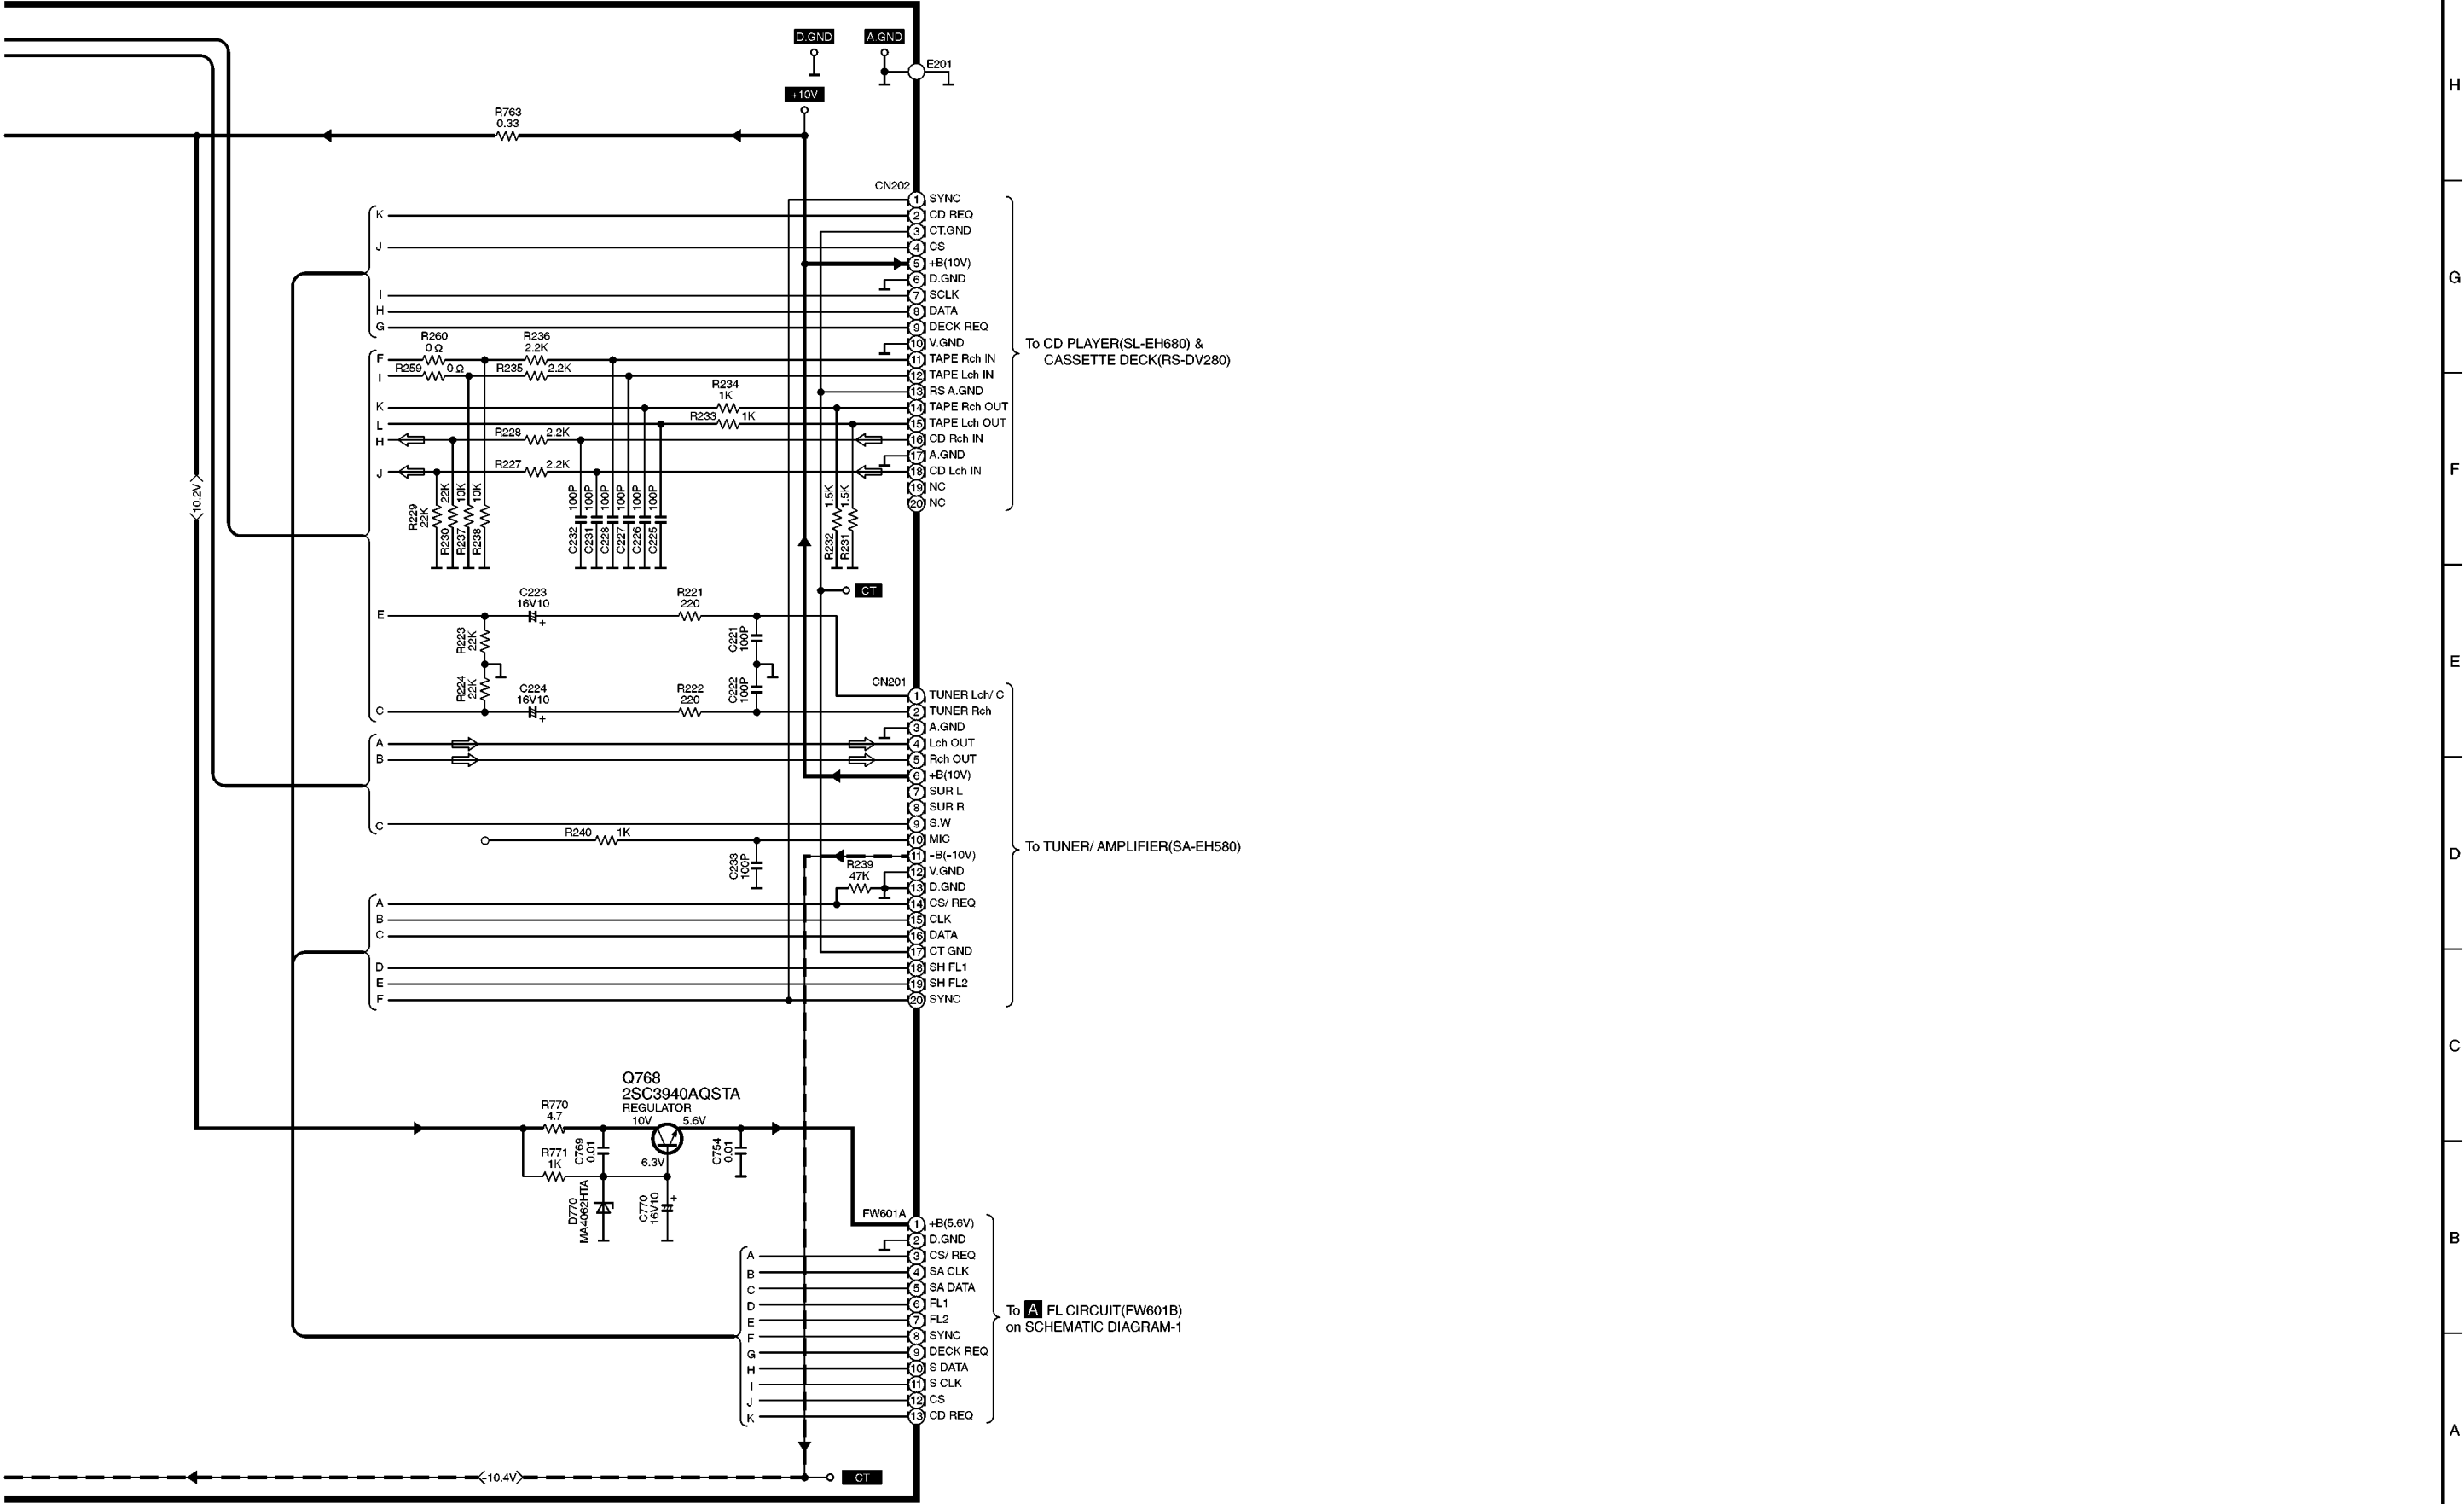 D.GND
A.GND
E201
H
+10V
R763
0.33
CN202
1 SYNC
K
2 CD REQ
3 CT.GND
J
4 CS
5 +B(10V)
G
6 D.GND
I
7 SCLK
H
8 DATA
G
9 DECK REQ
R260
0 Ω
R236
2.2K
10 V.GND
To CD PLAYER(SL-EH680) &
CASSETTE DECK(RS-DV280)
F
11 TAPE Rch IN
I
R259
0 Ω
R235
2.2K
12 TAPE Lch IN
R234
1K
13 RS A.GND
K
14 TAPE Rch OUT
L
R233
1K
15 TAPE Lch OUT
H
R228
2.2K
16 CD Rch IN
17 A.GND
J
R227
2.2K
18 CD Lch IN
F
19 NC
20 NC
10.2V
R229
22K
R230
22K
R237
10K
R238
10K
C232
100P
C231
100P
C228
100P
C227
100P
C226
100P
C225
100P
R232
1.5K
R231
1.5K
CT
E
C223
16V10
+
R221
220
R223
22K
C221
100P
E
R224
22K
C222
100P
C224
16V10
+
R222
220
C
CN201
1 TUNER Lch/ C
2 TUNER Rch
3 A.GND
A
4 Lch OUT
B
5 Rch OUT
6 +B(10V)
7 SUR L
8 SUR R
C
9 S.W
R240
1K
10 MIC
To TUNER/ AMPLIFIER(SA-EH580)
D
C233
100P
11 -B(-10V)
R239
47K
12 V.GND
13 D.GND
A
14 CS/ REQ
B
15 CLK
C
16 DATA
17 CT GND
D
18 SH FL1
E
19 SH FL2
F
20 SYNC
C
Q768
2SC3940AQSTA
REGULATOR
R770
4.7
10V
5.6V
C769
0.01
C754
0.01
R771
1K
6.3V
D770
MA4062HTA
C770
16V10
+
FW601A
1 +B(5.6V)
2 D.GND
B
A
3 CS/ REQ
B
4 SA CLK
C
5 SA DATA
D
6 FL1
To A FL CIRCUIT(FW601B)
on SCHEMATIC DIAGRAM-1
E
7 FL2
F
8 SYNC
G
9 DECK REQ
H
10 S DATA
I
11 S CLK
J
12 CS
K
13 CD REQ
A
-10.4V
CT